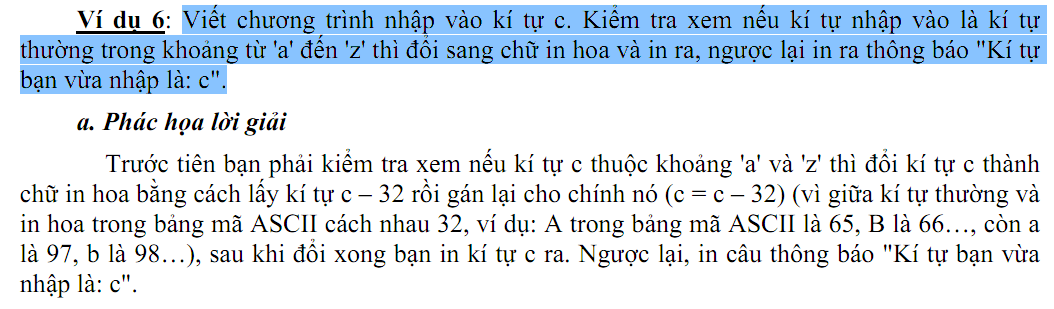 Ví dụ 6: Viết chương trình nhập vào kí tự c. Kiểm tra xem nếu kí tự nhập vào là kí tự
thường trong khoảng từ 'a' đến 'z' thì đổi sang chữ in hoa và in ra, ngược lại in ra thông báo "Kí tự
bạn vừa nhập là: c".
a. Phác họa lời giải
Trước tiên bạn phải kiểm tra xem nếu kí tự c thuộc khoảng 'a' và 'z' thì đổi kí tự c thành
chữ in hoa bằng cách lấy kí tự c – 32 rồi gán lại cho chính nó (c = c – 32) (vì giữa kí tự thường và
in hoa trong bảng mã ASCII cách nhau 32, ví dụ: A trong bảng mã ASCII là 65, B là 66…, còn a
là 97, b là 98…), sau khi đổi xong bạn in kí tự c ra. Ngược lại, in câu thông báo "Kí tự bạn vừa
nhập là: c".